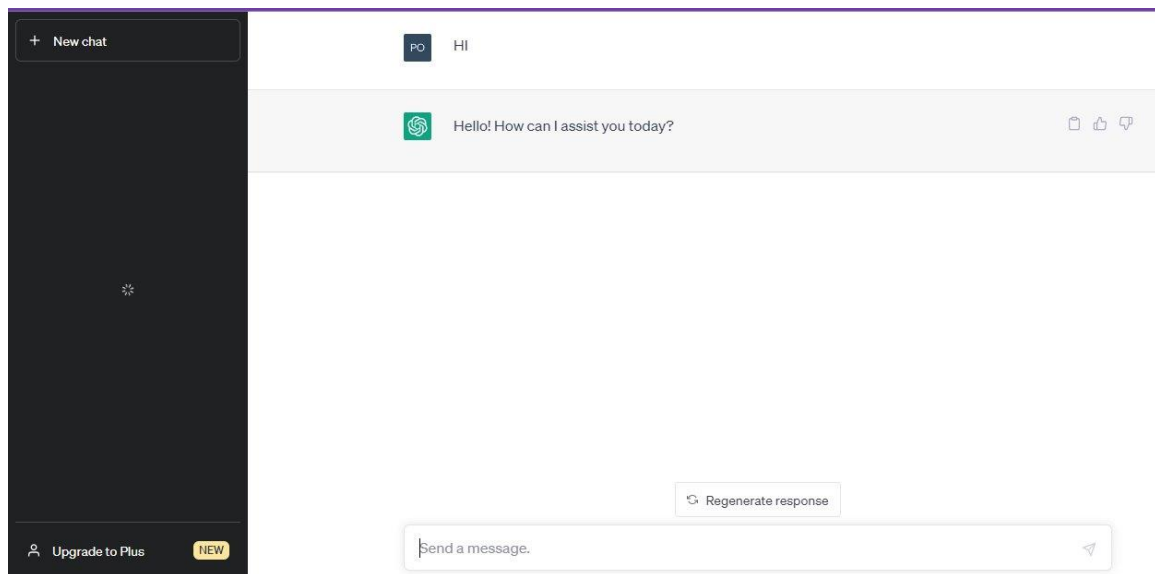 + New chat
PO
HI
Hello! How can I assist you today?
Regenerate response
Send a message.
Upgrade to Plus
NEW